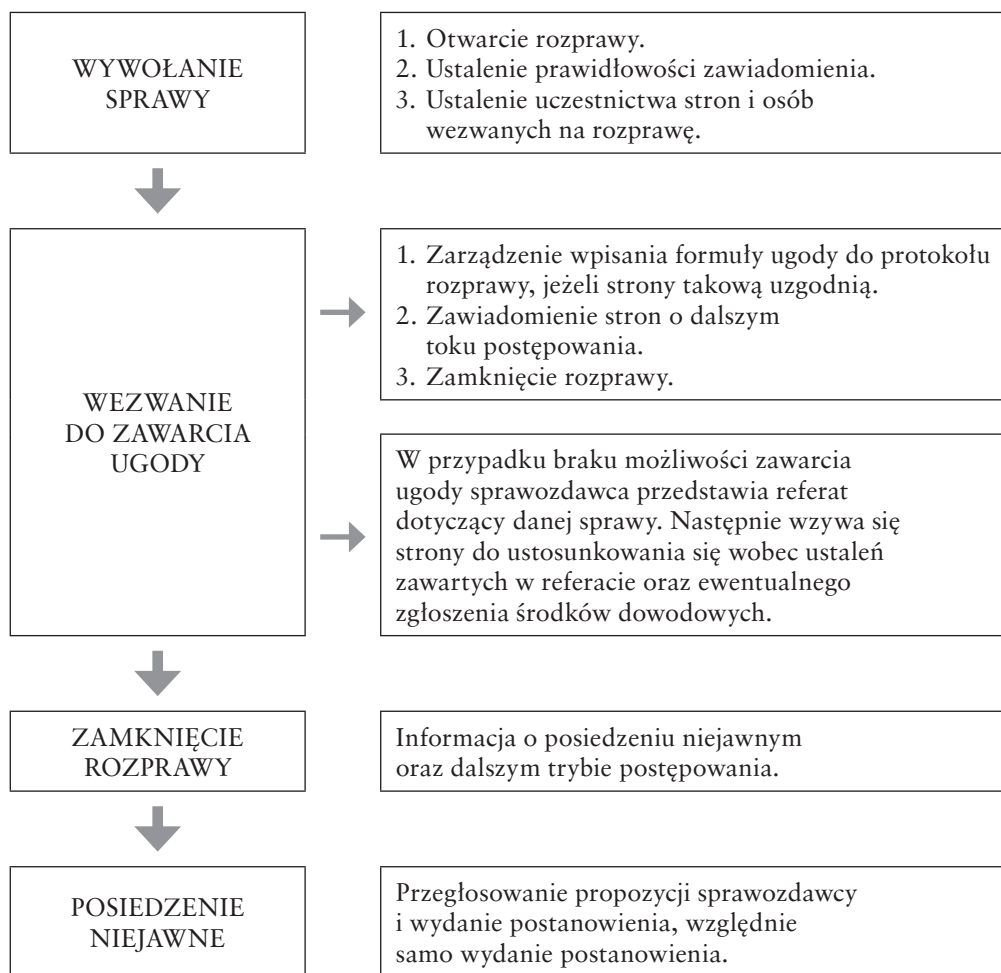 WYWOŁANIE
SPRAWY
1. Otwarcie rozprawy.
2. Ustalenie prawidłowości zawiadomienia.
3. Ustalenie uczestnictwa stron i osób
wezwanych na rozprawę.
WEZWANIE
DO ZAWARCIA
UGODY
1. Zarządzenie wpisania formuły ugody do protokołu
rozprawy, jeżeli strony takową uzgodnią.
2. Zawiadomienie stron o dalszym
toku postępowania.
3. Zamknięcie rozprawy.
W przypadku braku możliwości zawarcia
ugody sprawozdawca przedstawia referat
dotyczący danej sprawy. Następnie wzywa się
strony do ustosunkowania się wobec ustaleń
zawartych w referacie oraz ewentualnego
zgłoszenia środków dowodowych.
ZAMKNIĘCIE
ROZPRAWY
Informacja o posiedzeniu niejawnym
oraz dalszym trybie postępowania.
POSIEDZENIE
NIEJAWNE
Przegłosowanie propozycji sprawozdawcy
i wydanie postanowienia, względnie
samo wydanie postanowienia.